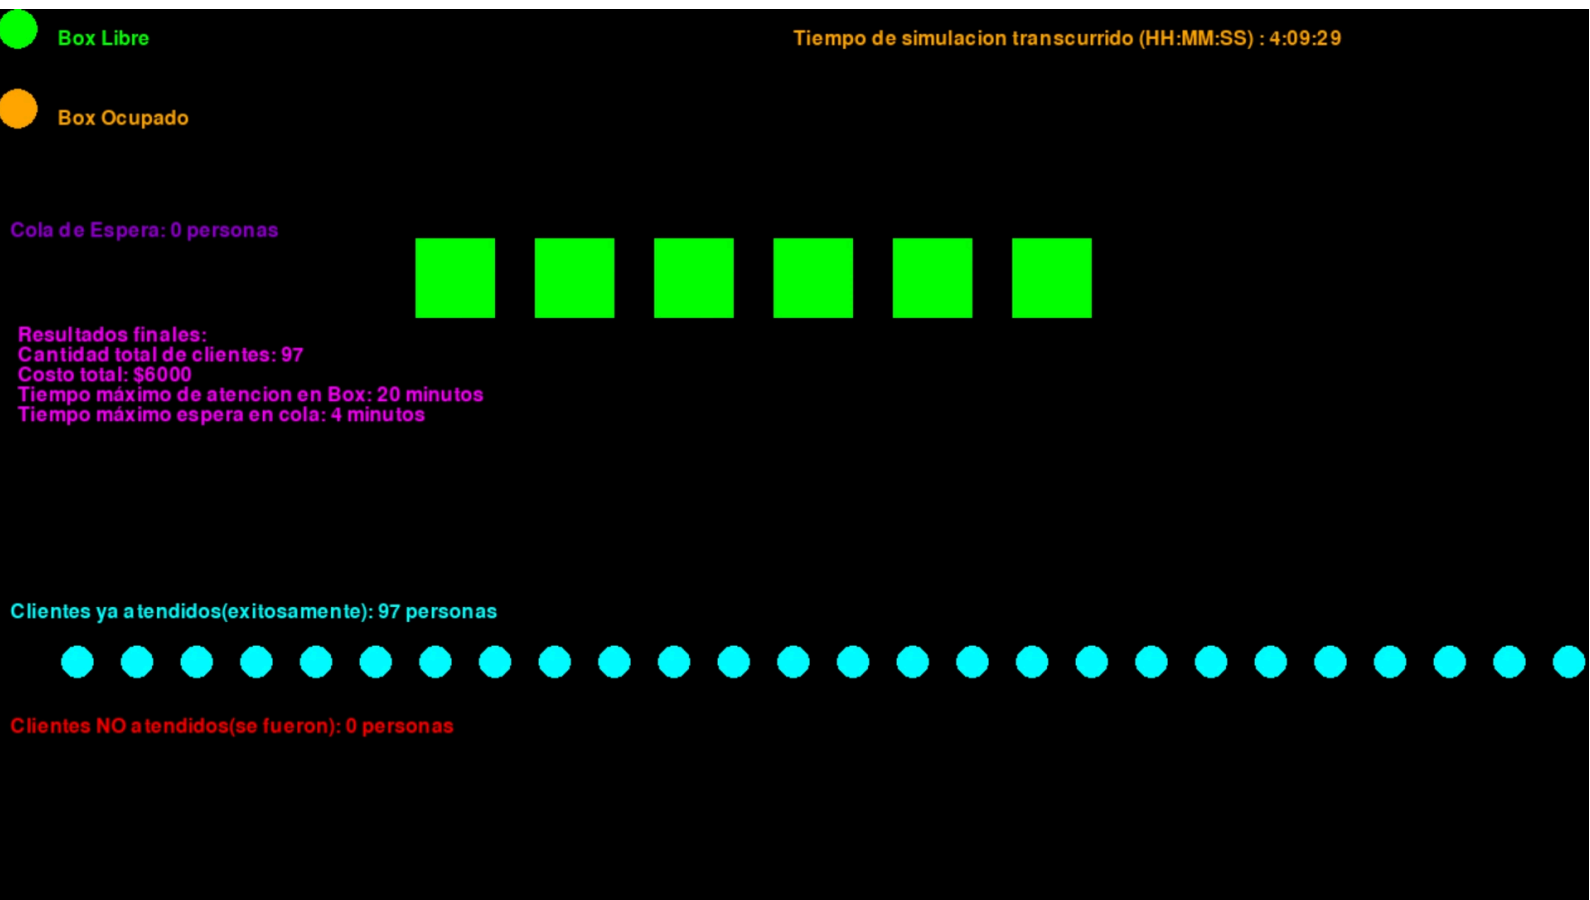 Box Libre
Tiempo de simulacion transcurrido (HH:MM:SS) : 4:09:29
Box Ocupado
Cola de Espera: 0 personas
Resultados finales:
Cantidad total de clientes: 97
Costo total: $6000
Tiempo máximo de atencion en Box: 20 minutos
Tiempo máximo espera en cola: 4 minutos
Clientes ya atendidos(exitosamente): 97 personas
Clientes NO atendidos(se fueron): 0 personas